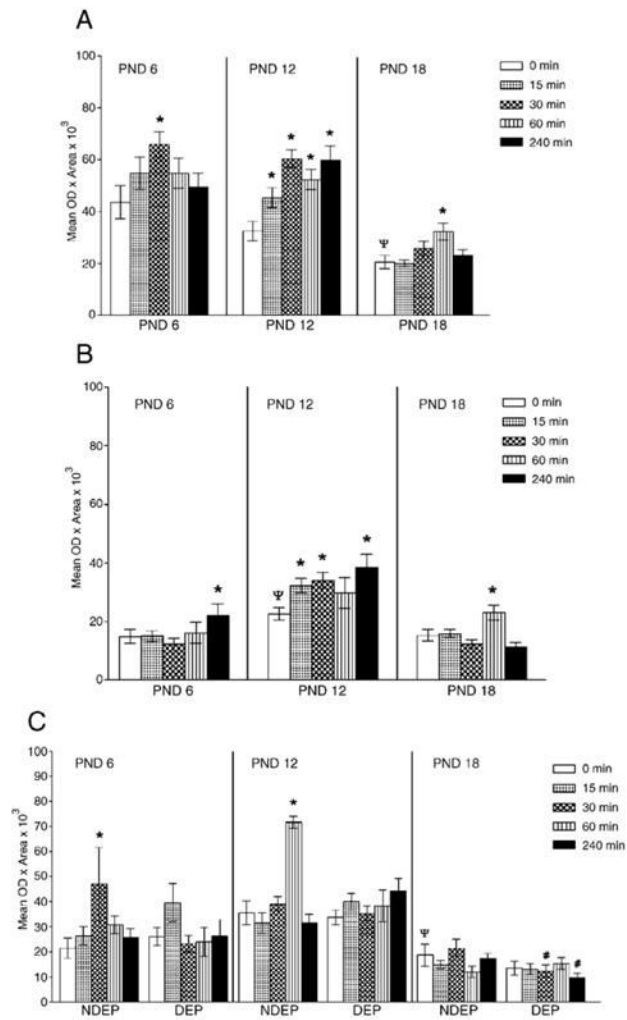 A
PND 6 PND 12 PND 18
0 min
15 min
30 min
60 min
240 min
Mean OD x Area x 10³
100
80
60
40
20
0
* * * * * Ψ *
PND 6 PND 12 PND 18
B
PND 6 PND 12 PND 18
0 min
15 min
30 min
60 min
240 min
Mean OD x Area x 10³
100
80
60
40
20
0
* Ψ * * * *
PND 6 PND 12 PND 18
C
PND 6 PND 12 PND 18
0 min
15 min
30 min
60 min
240 min
Mean OD x Area x 10³
100
90
80
70
60
50
40
30
20
10
0
* * Ψ # #
NDEP DEP NDEP DEP NDEP DEP